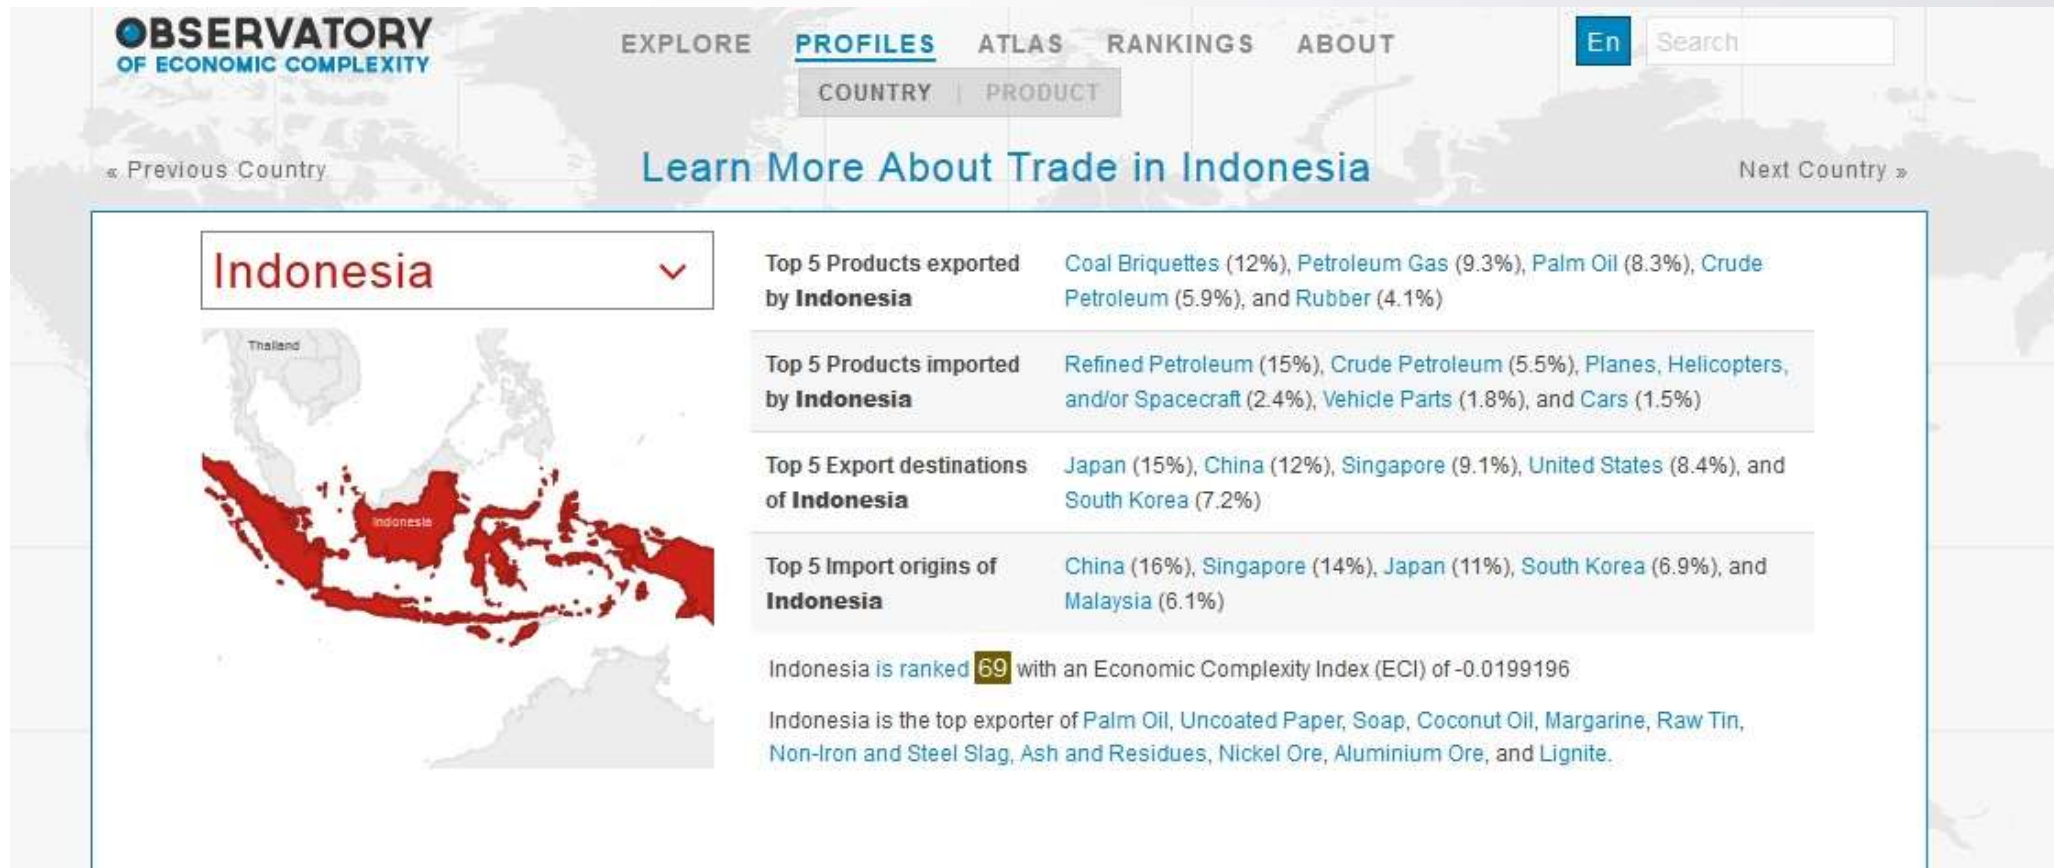 OBSERVATORY
OF ECONOMIC COMPLEXITY
EXPLORE PROFILES ATLAS RANKINGS ABOUT
En Search
COUNTRY | PRODUCT
« Previous Country
Learn More About Trade in Indonesia
Next Country »
Indonesia
Thailand
Indonesia
Top 5 Products exported
by Indonesia
Coal Briquettes (12%), Petroleum Gas (9.3%), Palm Oil (8.3%), Crude
Petroleum (5.9%), and Rubber (4.1%)
Top 5 Products imported
by Indonesia
Refined Petroleum (15%), Crude Petroleum (5.5%), Planes, Helicopters,
and/or Spacecraft (2.4%), Vehicle Parts (1.8%), and Cars (1.5%)
Top 5 Export destinations
of Indonesia
Japan (15%), China (12%), Singapore (9.1%), United States (8.4%), and
South Korea (7.2%)
Top 5 Import origins of
Indonesia
China (16%), Singapore (14%), Japan (11%), South Korea (6.9%), and
Malaysia (6.1%)
Indonesia is ranked 69 with an Economic Complexity Index (ECI) of -0.0199196
Indonesia is the top exporter of Palm Oil, Uncoated Paper, Soap, Coconut Oil, Margarine, Raw Tin,
Non-Iron and Steel Slag, Ash and Residues, Nickel Ore, Aluminium Ore, and Lignite.